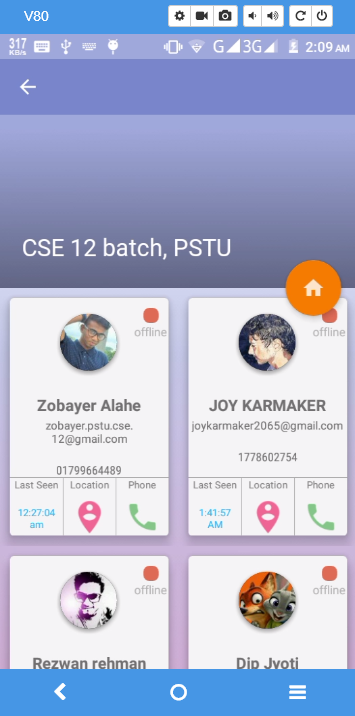 V80
317
KB/s
G 3G 2:09 AM
CSE 12 batch, PSTU
offline
offline
Zobayer Alahe
zobayer.pstu.cse.
12@gmail.com
01799664489
Last Seen Location Phone
12:27:04
am
JOY KARMAKER
joykarmaker2065@gmail.com
1778602754
Last Seen Location Phone
1:41:57
AM
offline
offline
Rezwan rehman
Dip Jyoti